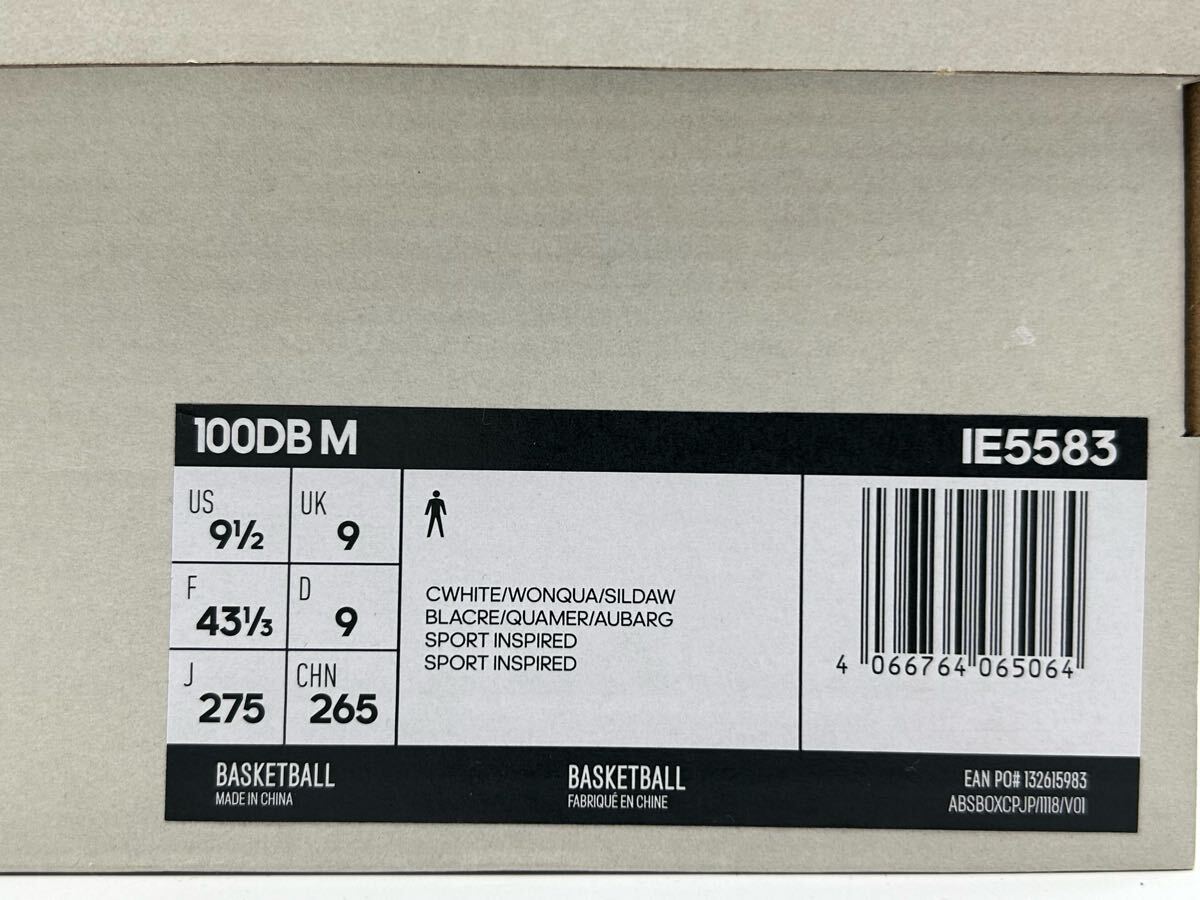 100DB M IE5583
US 9½ UK 9
F 43⅓ D 9
J 275 CHN 265
CWHITE/WONQUA/SILDAW
BLACRE/QUAMER/AUBARG
SPORT INSPIRED
SPORT INSPIRED
4 066764 065064
BASKETBALL
MADE IN CHINA
BASKETBALL
FABRIQUÉ EN CHINE
EAN PO# 132615983
ABSBOXCPJP/1118/V01